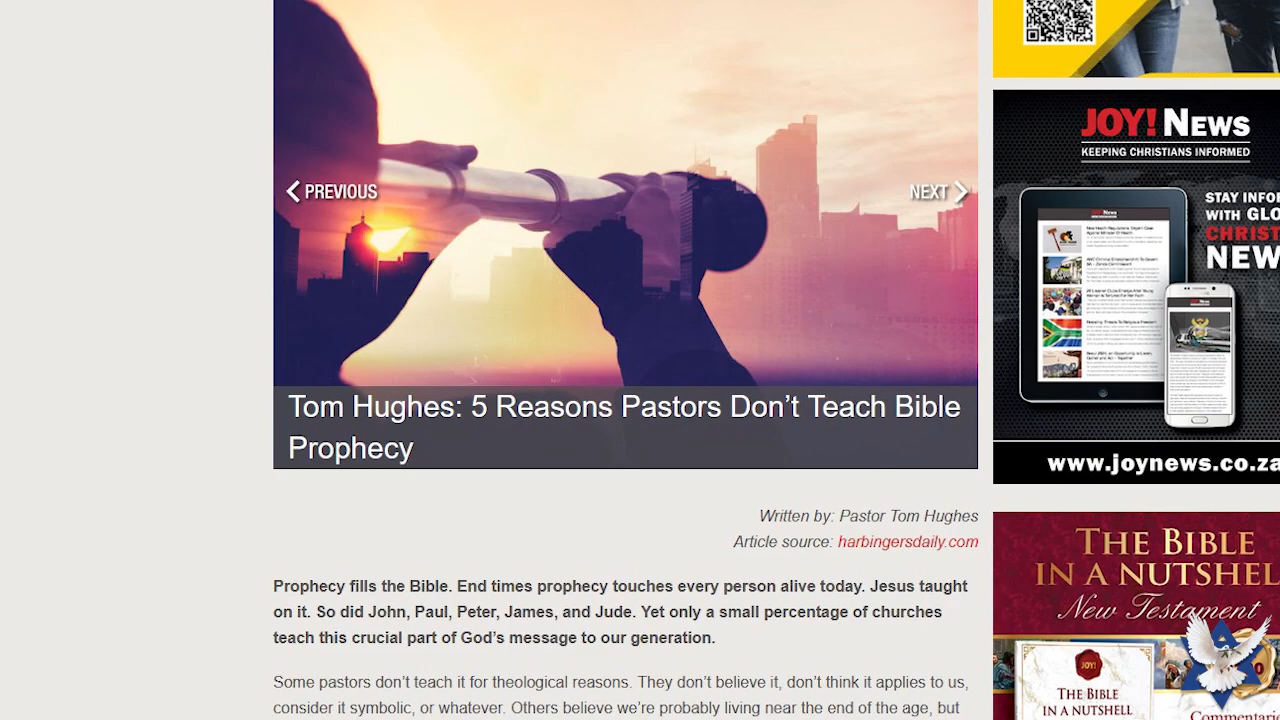 PREVIOUS
NEXT
Tom Hughes: Reasons Pastors Don't Teach Bible
Prophecy
Written by: Pastor Tom Hughes
Article source: harbingersdaily.com
Prophecy fills the Bible. End times prophecy touches every person alive today. Jesus taught
on it. So did John, Paul, Peter, James, and Jude. Yet only a small percentage of churches
teach this crucial part of God's message to our generation.
Some pastors don't teach it for theological reasons. They don't believe it, don't think it applies to us,
consider it symbolic, or whatever. Others believe we're probably living near the end of the age, but
JOY! NEWS
KEEPING CHRISTIANS INFORMED
STAY INFO
WITH GLO
CHRIST
NEW
www.joynews.co.za
THE BIBLE
IN A NUTSHEL
New Testament
JOY!
THE BIBLE
IN A NUTSHELL